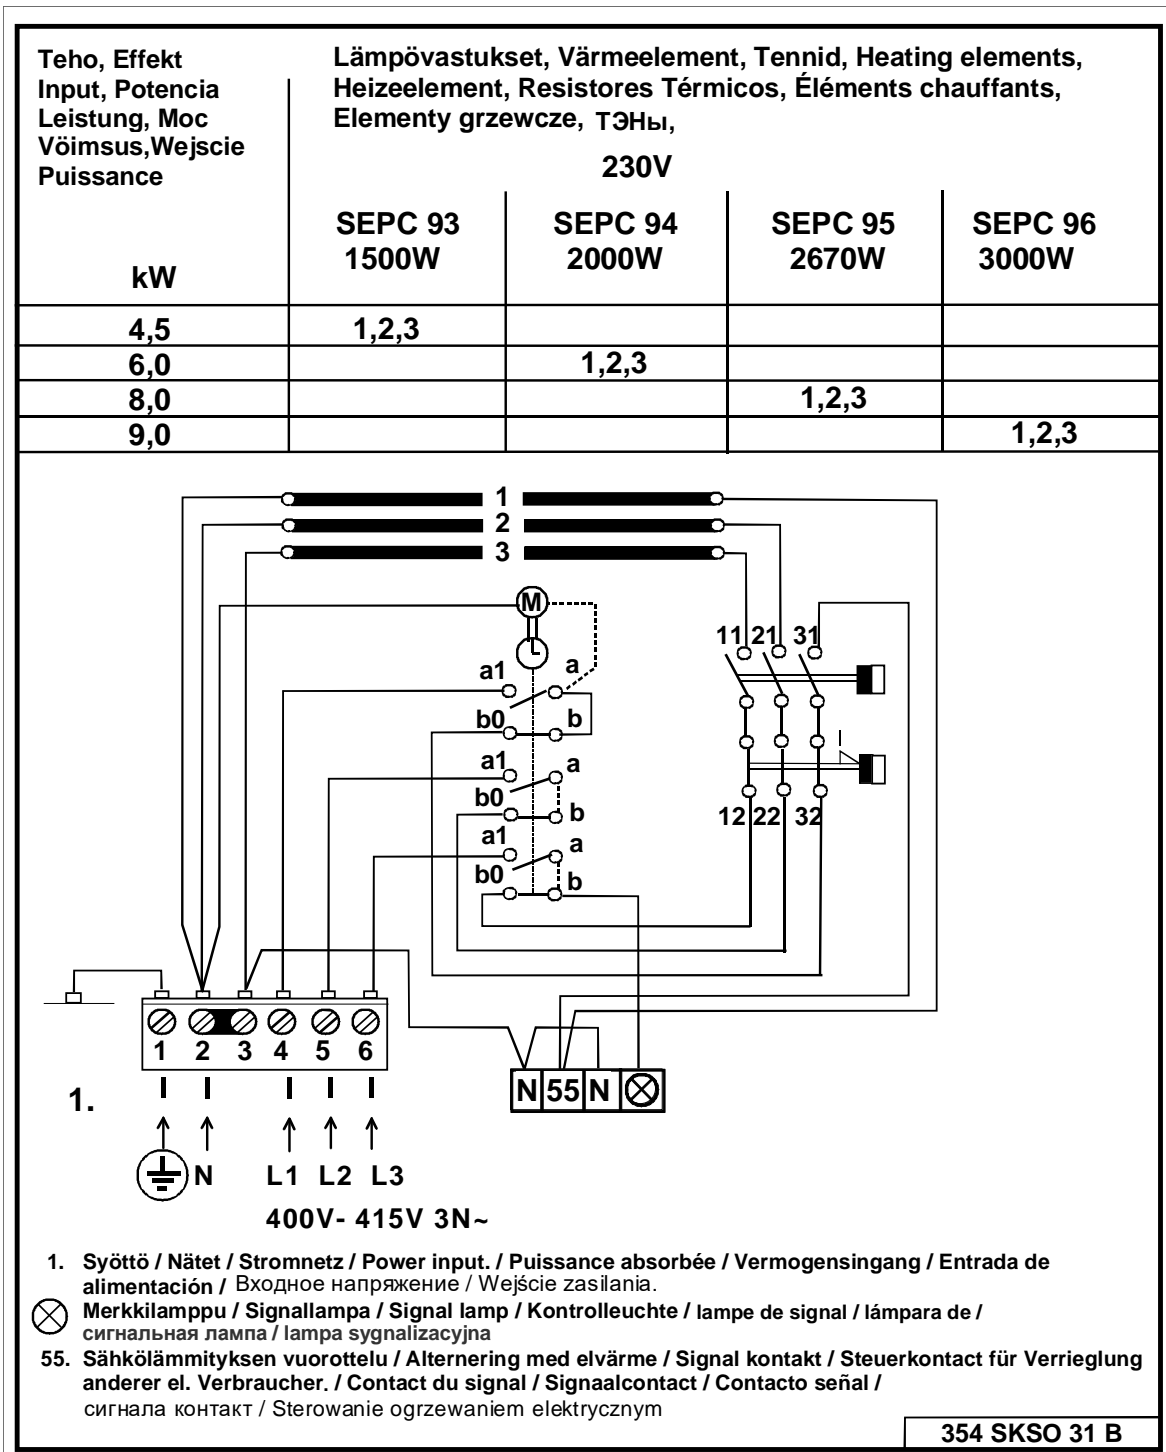 Teho, Effekt
Input, Potencia
Leistung, Moc
Vöimsus,Wejscie
Puissance
kW
Lämpövastukset, Värmeelement, Tennid, Heating elements,
Heizeelement, Resistores Térmicos, Éléments chauffants,
Elementy grzewcze, ТЭНы,
230V
SEPC 93 SEPC 94 SEPC 95 SEPC 96
1500W 2000W 2670W 3000W
4,5 1,2,3
6,0 1,2,3
8,0 1,2,3
9,0 1,2,3
1
2
3
M
11 21 31
a1 a
b0 b
a1 a
b0 b
a1 a
b0 b
12 22 32
1 2 3 4 5 6
N 55 N
1.
N L1 L2 L3
400V- 415V 3N~
1. Syöttö / Nätet / Stromnetz / Power input. / Puissance absorbée / Vermogensingang / Entrada de
alimentación / Входное напряжение / Wejście zasilania.
Merkkilamppu / Signallampa / Signal lamp / Kontrolleuchte / lampe de signal / lámpara de /
сигнальная лампа / lampa sygnalizacyjna
55. Sähkölämmityksen vuorottelu / Alternering med elvärme / Signal kontakt / Steuerkontact für Verrieglung
anderer el. Verbraucher. / Contact du signal / Signaalcontact / Contacto señal /
сигнала контакт / Sterowanie ogrzewaniem elektrycznym
354 SKSO 31 B